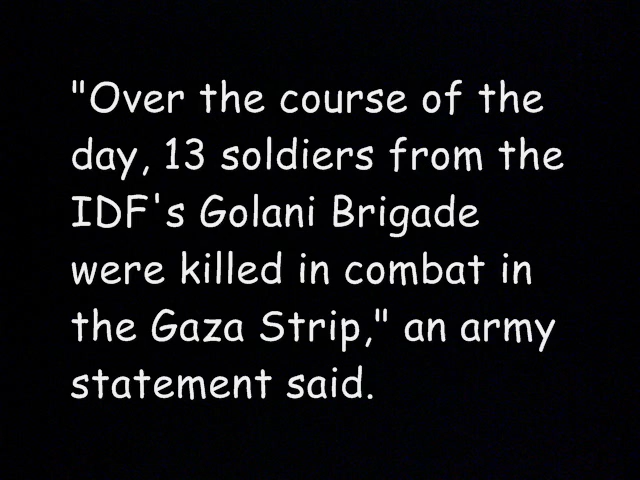 "Over the course of the
day, 13 soldiers from the
IDF's Golani Brigade
were killed in combat in
the Gaza Strip," an army
statement said.